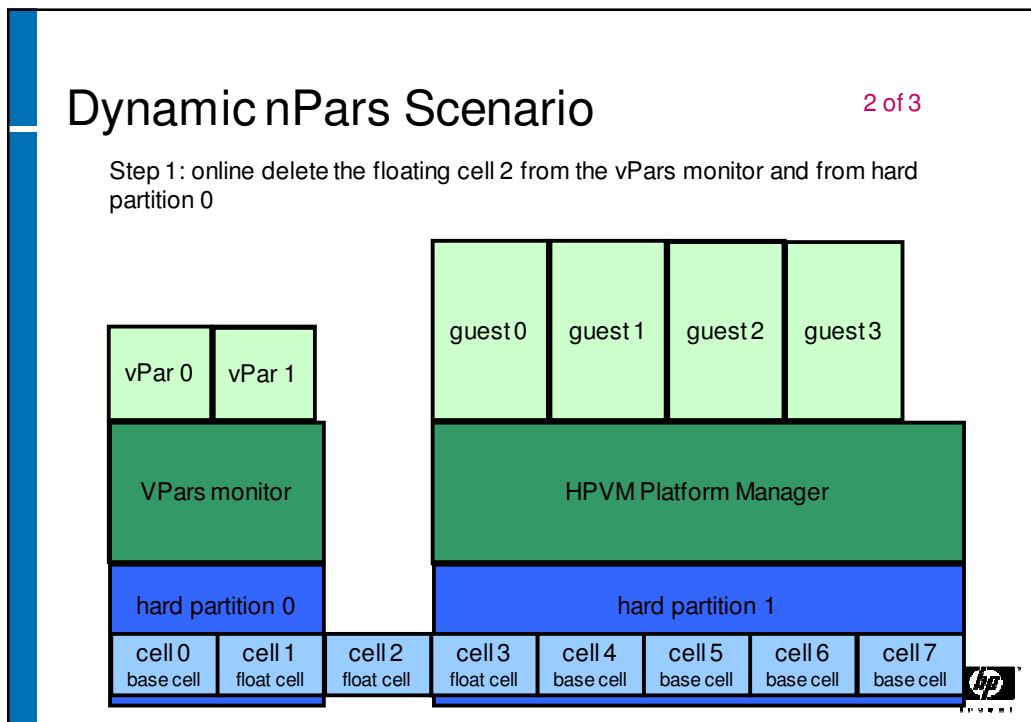 Dynamic nPars Scenario
2 of 3
Step 1: online delete the floating cell 2 from the vPars monitor and from hard
partition 0
guest 0 guest 1 guest 2 guest 3
vPar 0 vPar 1
VPars monitor
HPVM Platform Manager
hard partition 0
hard partition 1
cell 0 cell 1 cell 2 cell 3 cell 4 cell 5 cell 6 cell 7
base cell float cell float cell float cell base cell base cell base cell base cell
hp